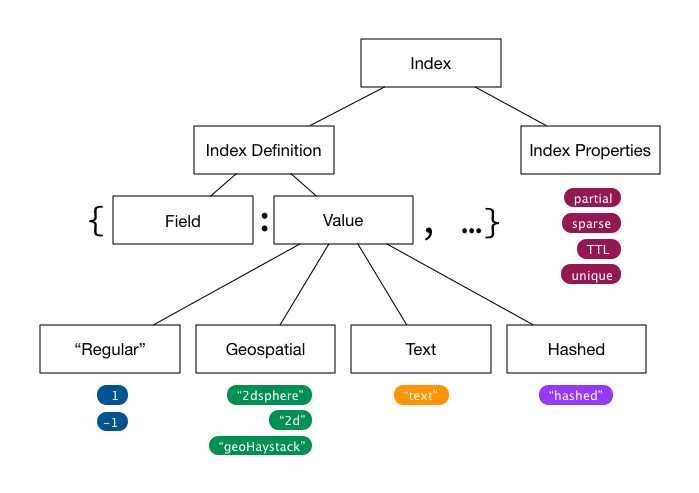 Index
Index Definition
Index Properties
{ Field : Value , …}
partial
sparse
TTL
unique
“Regular”
Geospatial
Text
Hashed
1
-1
“2dsphere”
“2d”
“geoHaystack”
“text”
“hashed”